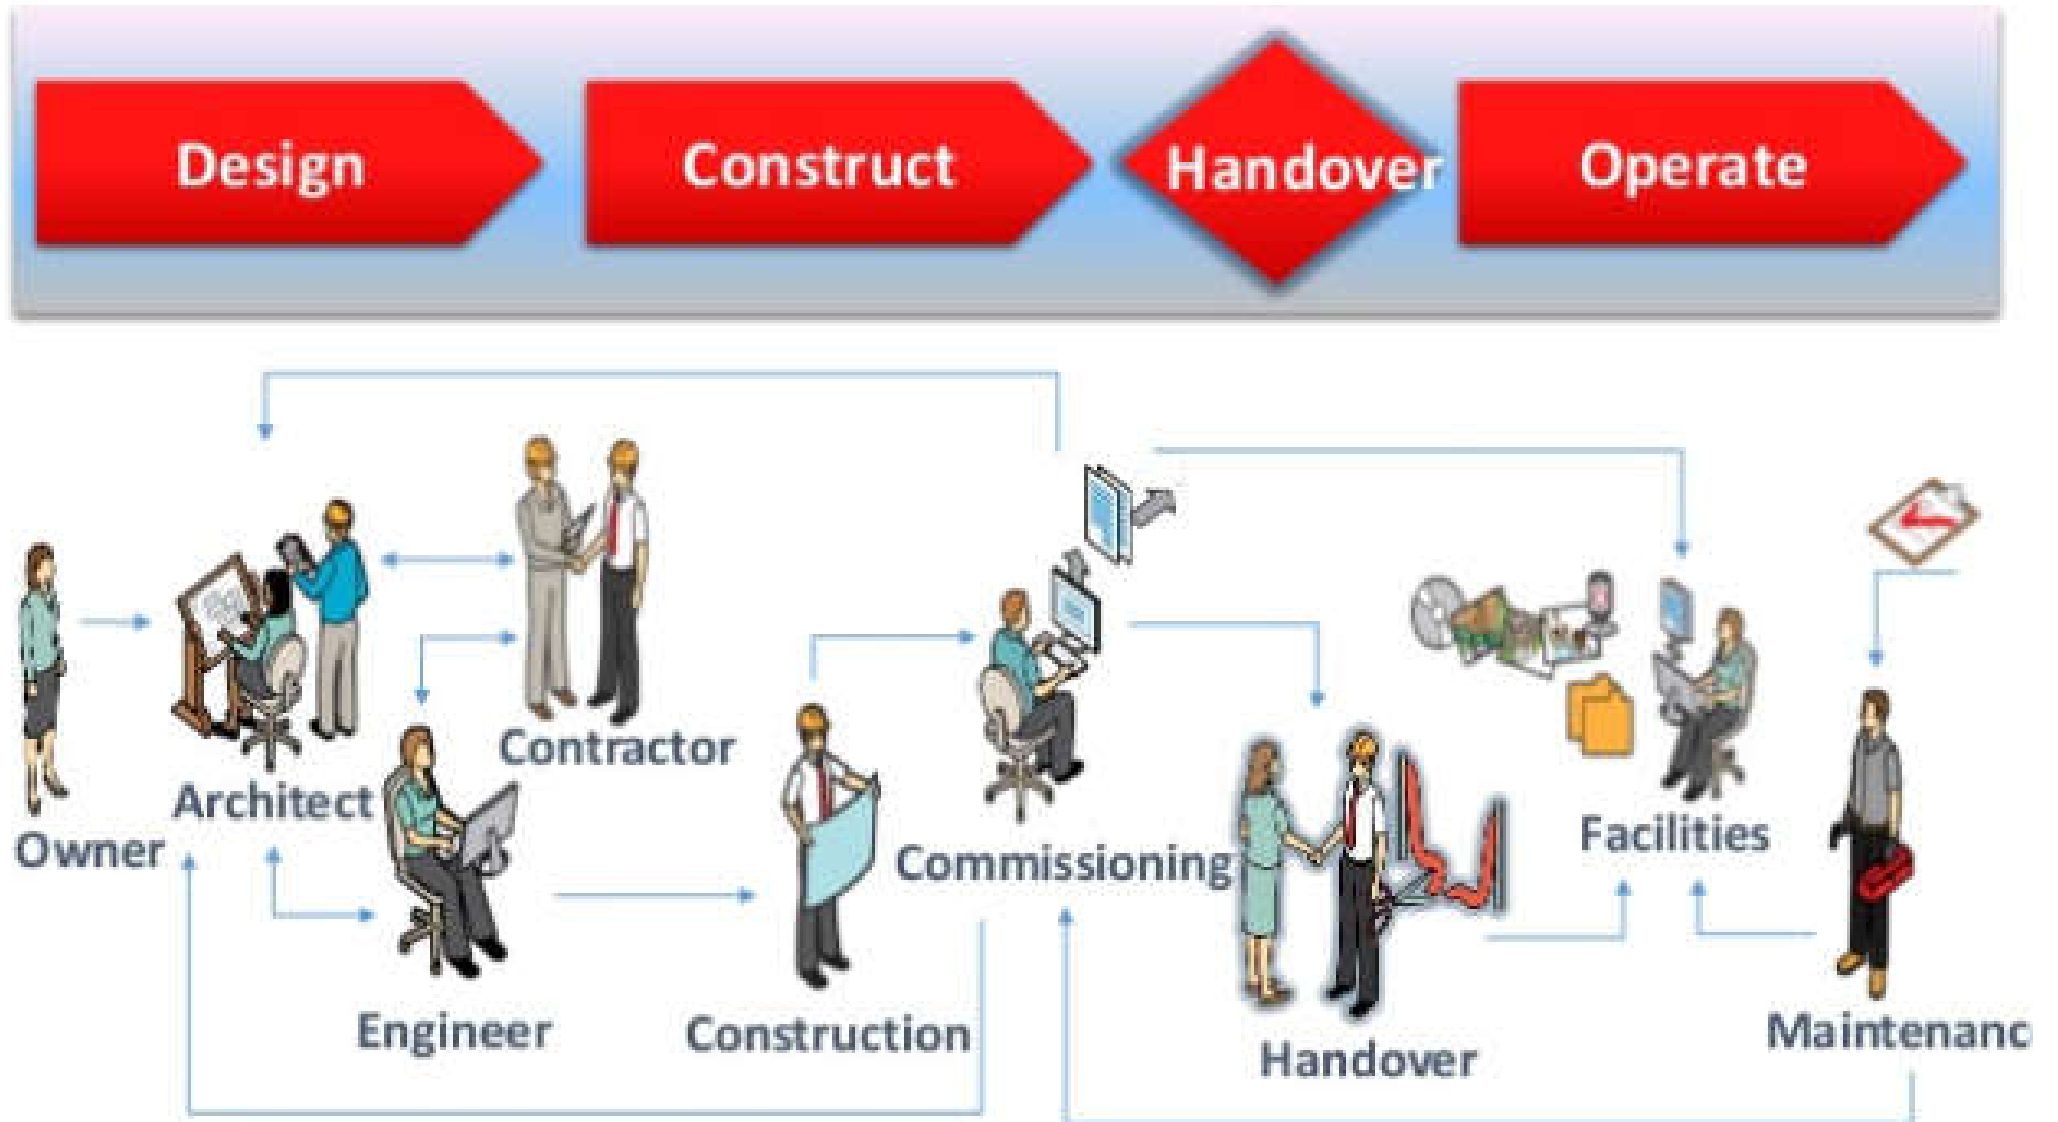 Design
Construct
Handover
Operate
Contractor
Architect
Owner
Commissioning
Facilities
Engineer
Construction
Handover
Maintenanc